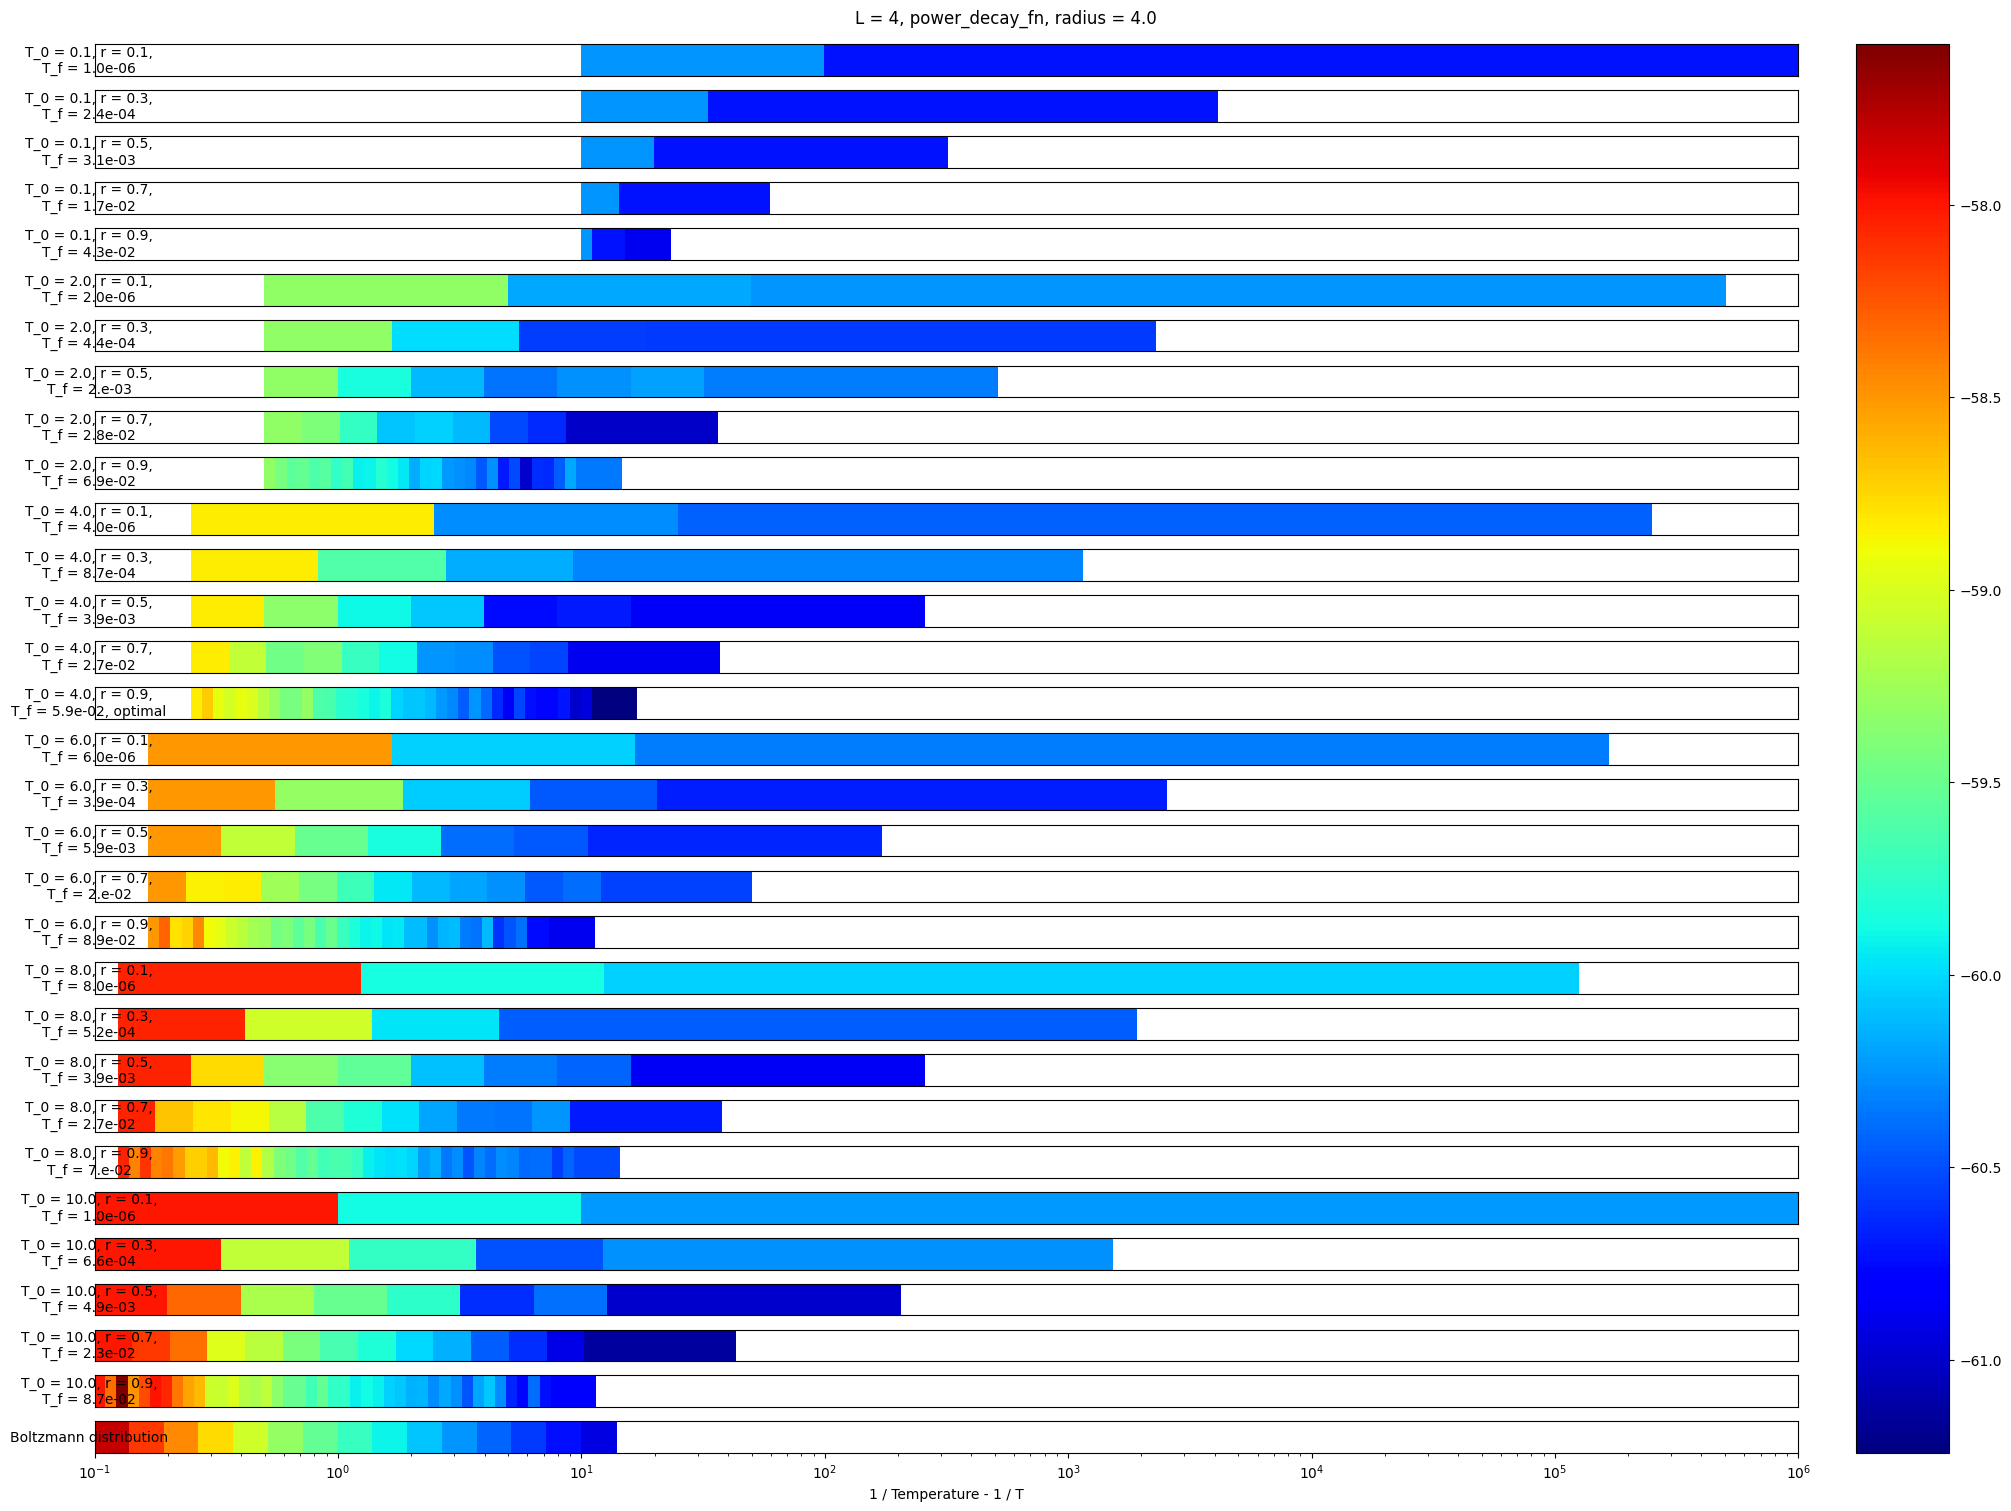 L = 4, power_decay_fn, radius = 4.0
T_0 = 0.1, r = 0.1,
T_f = 1.0e-06
T_0 = 0.1, r = 0.3,
T_f = 2.4e-04
T_0 = 0.1, r = 0.5,
T_f = 3.1e-03
T_0 = 0.1, r = 0.7,
T_f = 1.7e-02
T_0 = 0.1, r = 0.9,
T_f = 4.3e-02
T_0 = 2.0, r = 0.1,
T_f = 2.0e-06
T_0 = 2.0, r = 0.3,
T_f = 4.4e-04
T_0 = 2.0, r = 0.5,
T_f = 2.e-03
T_0 = 2.0, r = 0.7,
T_f = 2.8e-02
T_0 = 2.0, r = 0.9,
T_f = 6.9e-02
T_0 = 4.0, r = 0.1,
T_f = 4.0e-06
T_0 = 4.0, r = 0.3,
T_f = 8.7e-04
T_0 = 4.0, r = 0.5,
T_f = 3.9e-03
T_0 = 4.0, r = 0.7,
T_f = 2.7e-02
T_0 = 4.0, r = 0.9,
T_f = 5.9e-02, optimal
T_0 = 6.0, r = 0.1,
T_f = 6.0e-06
T_0 = 6.0, r = 0.3,
T_f = 3.9e-04
T_0 = 6.0, r = 0.5,
T_f = 5.9e-03
T_0 = 6.0, r = 0.7,
T_f = 2.e-02
T_0 = 6.0, r = 0.9,
T_f = 8.9e-02
T_0 = 8.0, r = 0.1,
T_f = 8.0e-06
T_0 = 8.0, r = 0.3,
T_f = 5.2e-04
T_0 = 8.0, r = 0.5,
T_f = 3.9e-03
T_0 = 8.0, r = 0.7,
T_f = 2.7e-02
T_0 = 8.0, r = 0.9,
T_f = 7.e-02
T_0 = 10.0, r = 0.1,
T_f = 1.0e-06
T_0 = 10.0, r = 0.3,
T_f = 6.6e-04
T_0 = 10.0, r = 0.5,
T_f = 4.9e-03
T_0 = 10.0, r = 0.7,
T_f = 2.3e-02
T_0 = 10.0, r = 0.9,
T_f = 8.7e-02
Boltzmann distribution
10⁻¹ 10⁰ 10¹ 10² 10³ 10⁴ 10⁵ 10⁶
1 / Temperature - 1 / T
−58.0
−58.5
−59.0
−59.5
−60.0
−60.5
−61.0